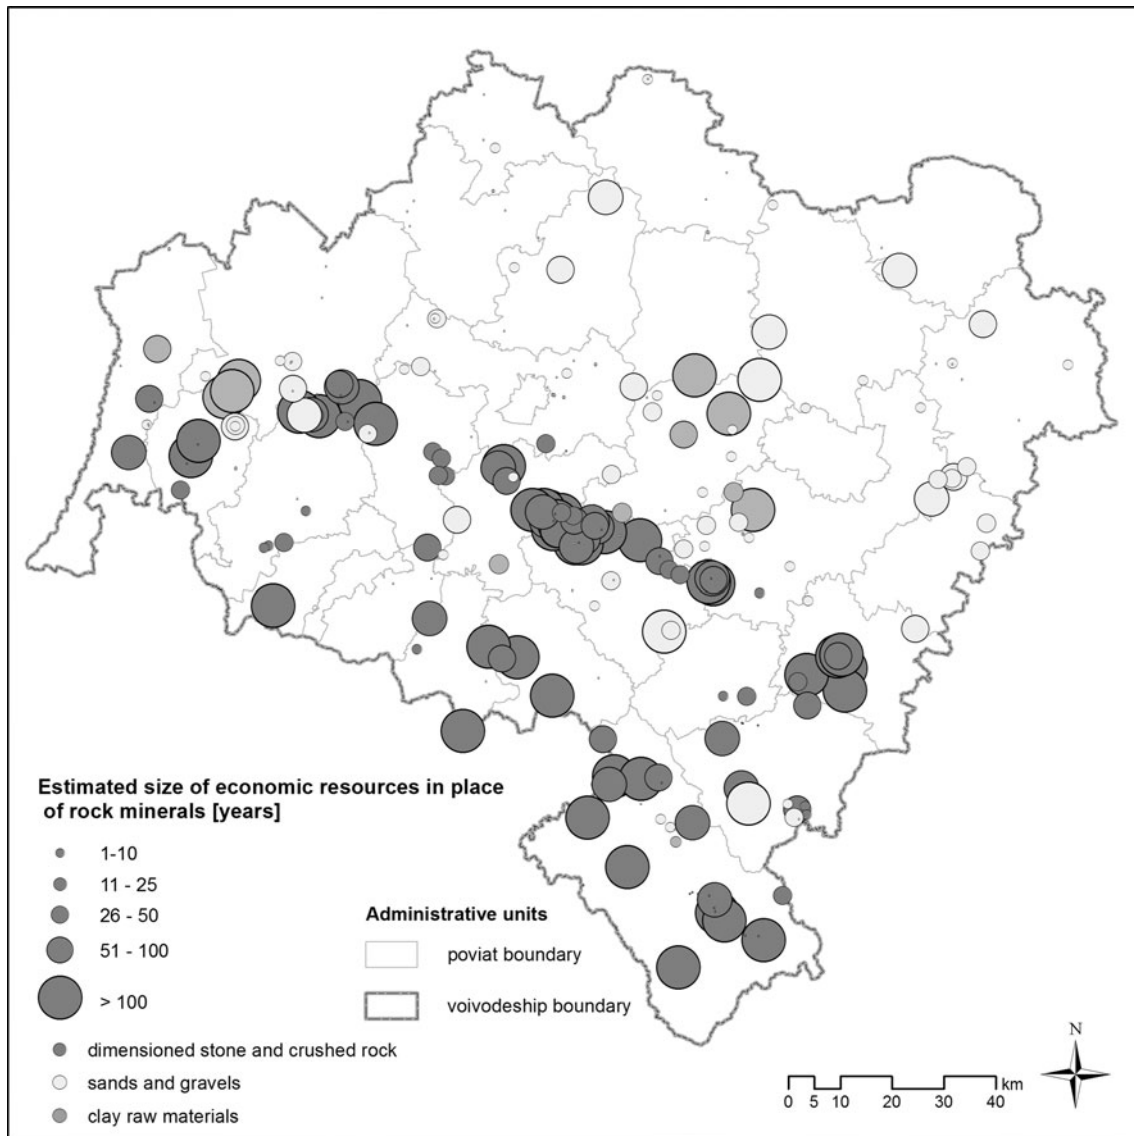 Estimated size of economic resources in place
of rock minerals [years]
1-10
11 - 25
26 - 50
51 - 100
> 100
dimensioned stone and crushed rock
sands and gravels
clay raw materials
Administrative units
poviat boundary
voivodeship boundary
N
km
0 5 10 20 30 40